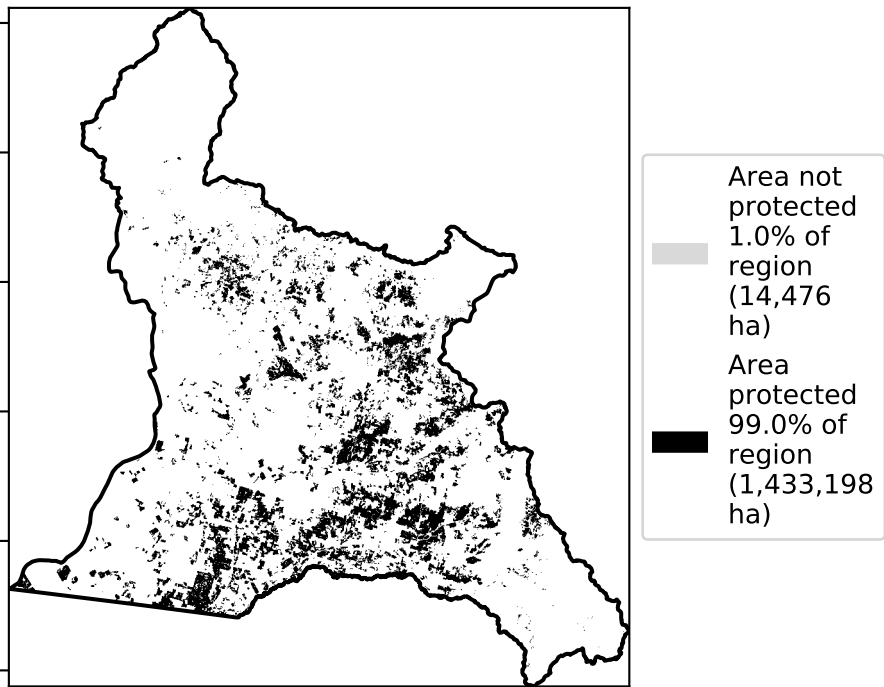 Area not
protected
1.0% of
region
(14,476
ha)
Area
protected
99.0% of
region
(1,433,198
ha)